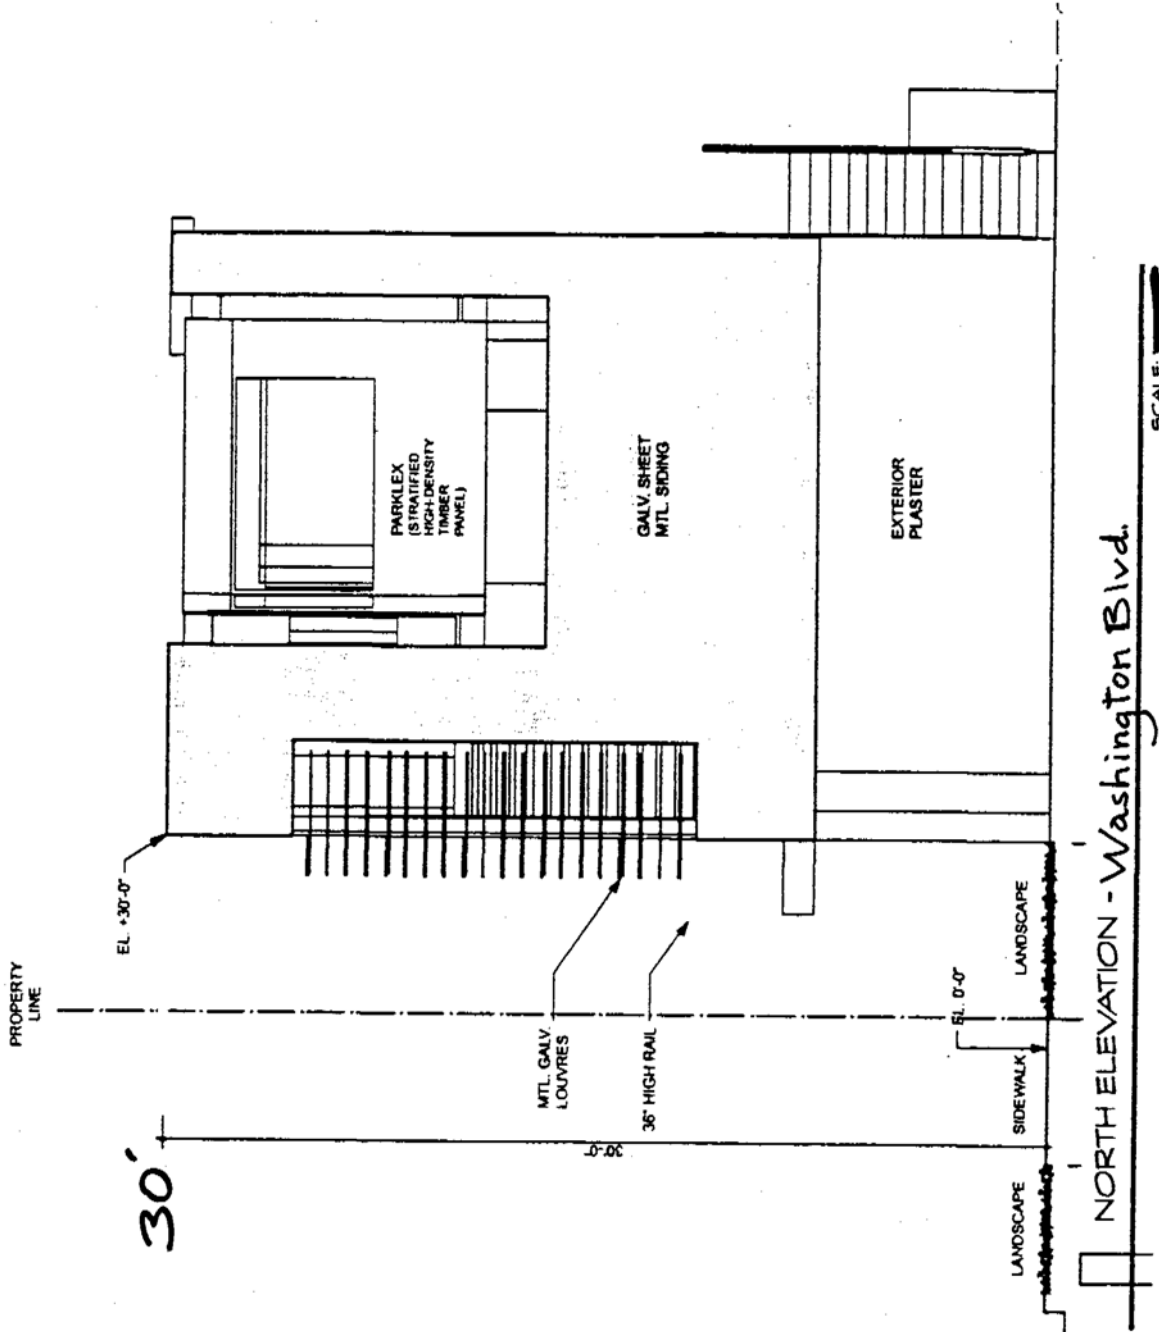 PROPERTY
LINE
EL. +30'-0"
30'
PARKLEX
(STRATIFIED
HIGH-DENSITY
TIMBER
PANEL)
GALV. SHEET
MTL. SIDING
EXTERIOR
PLASTER
MTL. GALV.
LOUVRES
36" HIGH RAIL
30'-0"
EL. 0'-0"
LANDSCAPE
SIDEWALK
LANDSCAPE
NORTH ELEVATION - Washington Blvd.
SCALE: